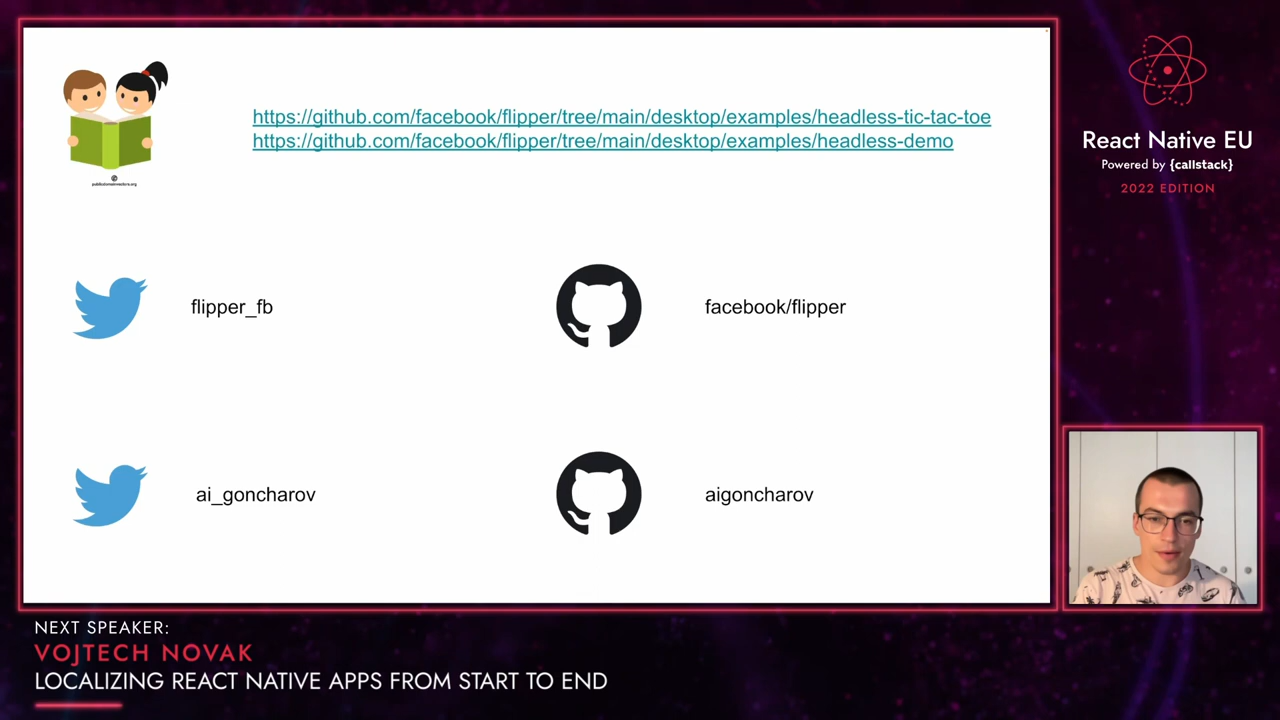 https://github.com/facebook/flipper/tree/main/desktop/examples/headless-tic-tac-toe
https://github.com/facebook/flipper/tree/main/desktop/examples/headless-demo
publicdomainvectors.org
flipper_fb
facebook/flipper
ai_goncharov
aigoncharov
React Native EU
Powered by {callstack}
2022 EDITION
NEXT SPEAKER:
VOJTECH NOVAK
LOCALIZING REACT NATIVE APPS FROM START TO END